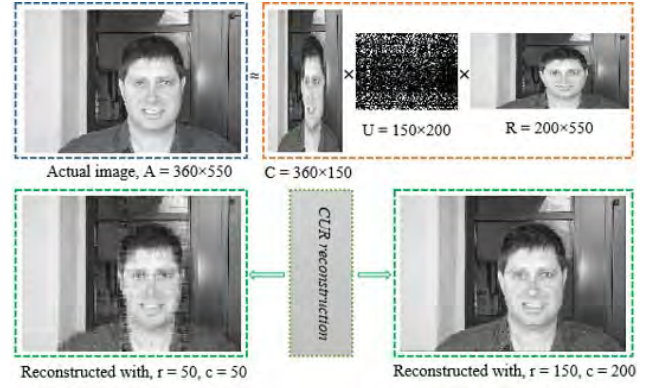 ≈
×
×
U = 150×200
R = 200×550
Actual image, A = 360×550
C = 360×150
CUR reconstruction
Reconstructed with, r = 50, c = 50
Reconstructed with, r = 150, c = 200